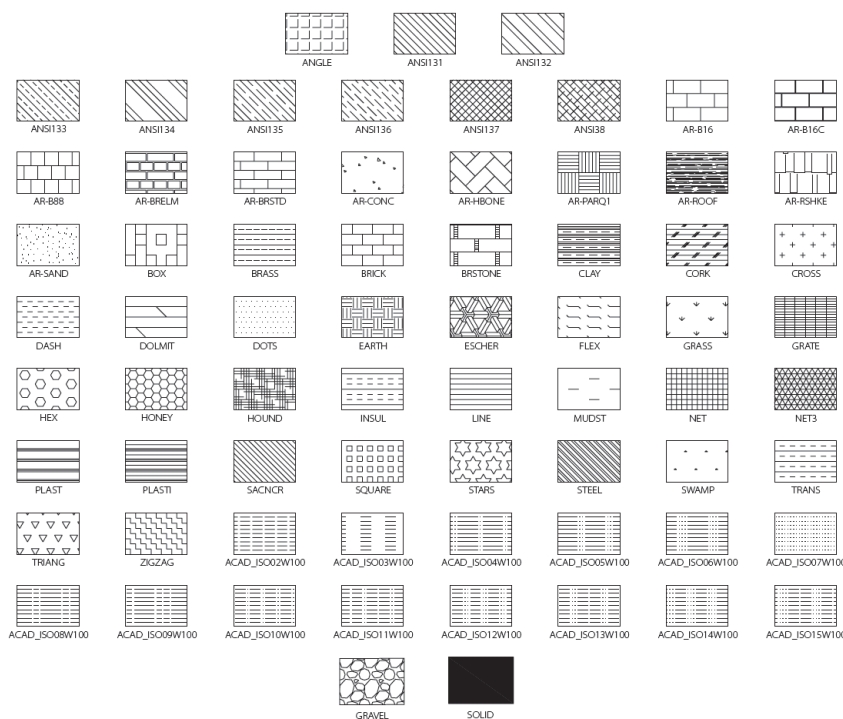 ANGLE ANSI131 ANSI132
ANSI133 ANSI134 ANSI135 ANSI136 ANSI137 ANSI38 AR-B16 AR-B16C
AR-B88 AR-BRELM AR-BRSTD AR-CONC AR-HBONE AR-PARQ1 AR-ROOF AR-RSHKE
AR-SAND BOX BRASS BRICK BRSTONE CLAY CORK CROSS
DASH DOLMIT DOTS EARTH ESCHER FLEX GRASS GRATE
HEX HONEY HOUND INSUL LINE MUDST NET NET3
PLAST PLASTI SACNCR SQUARE STARS STEEL SWAMP TRANS
TRIANG ZIGZAG ACAD_ISO02W100 ACAD_ISO03W100 ACAD_ISO04W100 ACAD_ISO05W100 ACAD_ISO06W100 ACAD_ISO07W100
ACAD_ISO08W100 ACAD_ISO09W100 ACAD_ISO10W100 ACAD_ISO11W100 ACAD_ISO12W100 ACAD_ISO13W100 ACAD_ISO14W100 ACAD_ISO15W100
GRAVEL SOLID